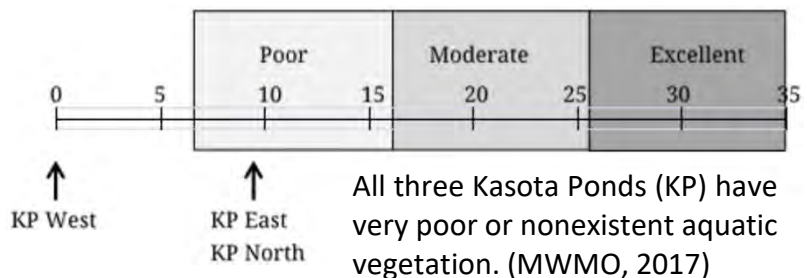 Poor Moderate Excellent
0 5 10 15 20 25 30 35
KP West
KP East
KP North
All three Kasota Ponds (KP) have
very poor or nonexistent aquatic
vegetation. (MWMO, 2017)